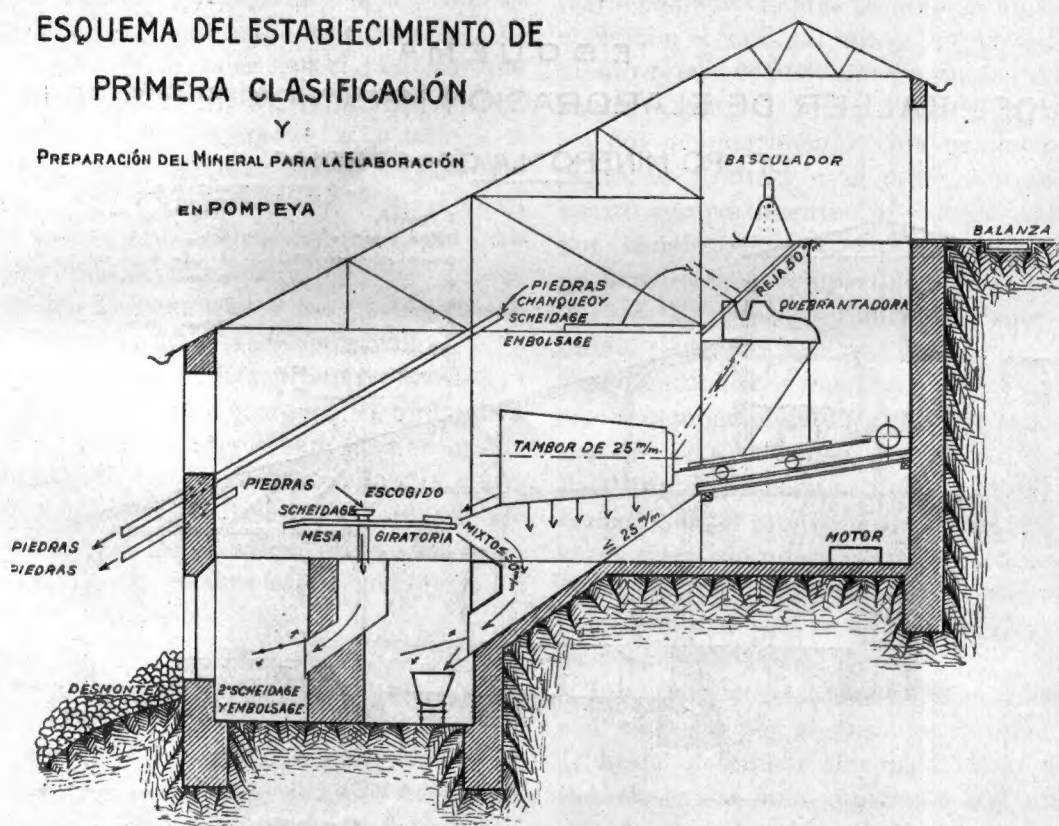 ESQUEMA DEL ESTABLECIMIENTO DE
PRIMERA CLASIFICACIÓN
Y
PREPARACIÓN DEL MINERAL PARA LA ELABORACIÓN
EN POMPEYA
BASCULADOR
BALANZA
REJA 50 m/m
PIEDRAS
CHANQUEO Y
SCHEIDAGE
EMBOLSAGE
QUEBRANTADORA
TAMBOR DE 25 m/m.
PIEDRAS
ESCOGIDO
SCHEIDAGE
MESA GIRATORIA
MIXTOS 50 m/m
≤ 25 m/m
MOTOR
PIEDRAS
PIEDRAS
DESMONTE
2º SCHEIDAGE
Y EMBOLSAGE.